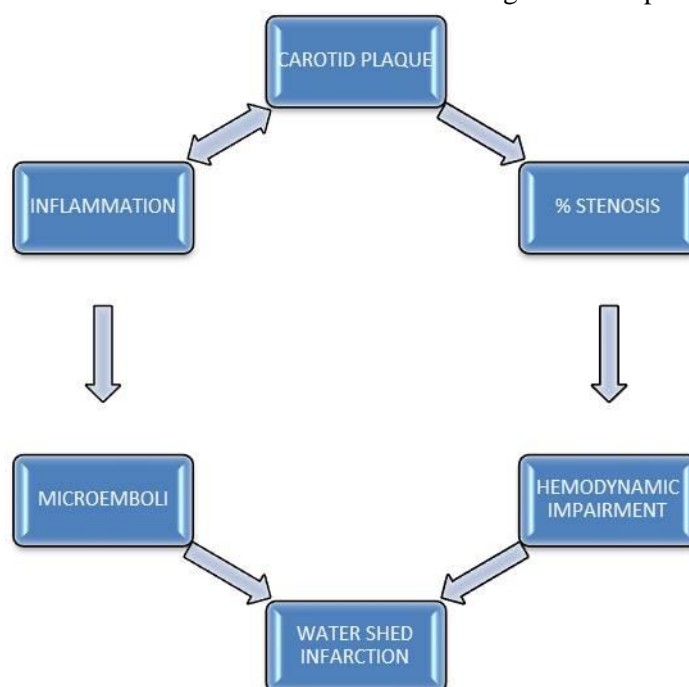 CAROTID PLAQUE
INFLAMMATION
% STENOSIS
MICROEMBOLI
HEMODYNAMIC
IMPAIRMENT
WATER SHED
INFARCTION